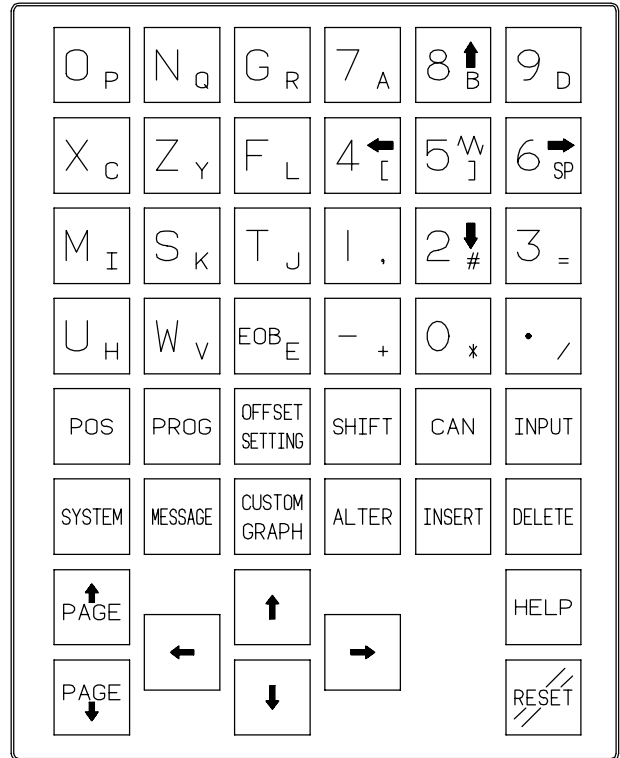 O P N Q G R 7 A 8 B 9 D
X C Z Y F L 4 [ 5 ] 6 SP
M I S K T J 1 , 2 # 3 =
U H W V EOB E - + 0 * . /
POS PROG OFFSET SETTING SHIFT CAN INPUT
SYSTEM MESSAGE CUSTOM GRAPH ALTER INSERT DELETE
PAGE HELP
PAGE RESET